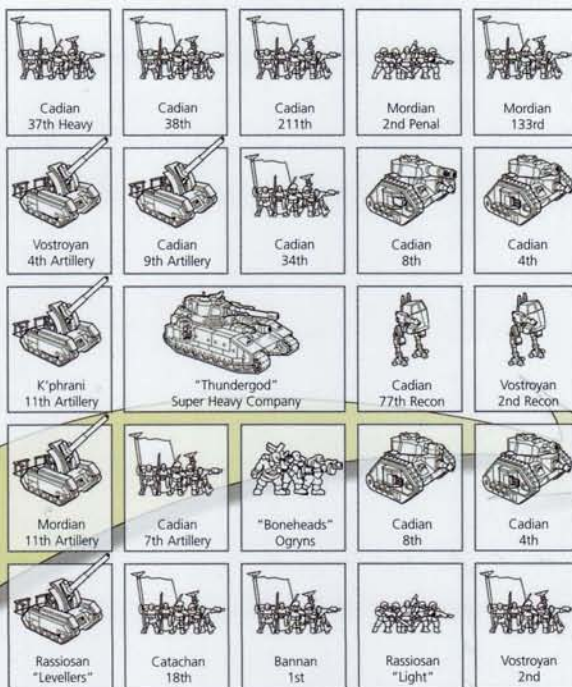 Cadian
37th Heavy
Cadian
38th
Cadian
211th
Mordian
2nd Penal
Mordian
133rd
Vostroyan
4th Artillery
Cadian
9th Artillery
Cadian
34th
Cadian
8th
Cadian
4th
K'phrani
11th Artillery
"Thundergod"
Super Heavy Company
Cadian
77th Recon
Vostroyan
2nd Recon
Mordian
11th Artillery
Cadian
7th Artillery
"Boneheads"
Ogryns
Cadian
8th
Cadian
4th
Rassiosan
"Levellers"
Catachan
18th
Bannan
1st
Rassiosan
"Light"
Vostroyan
2nd